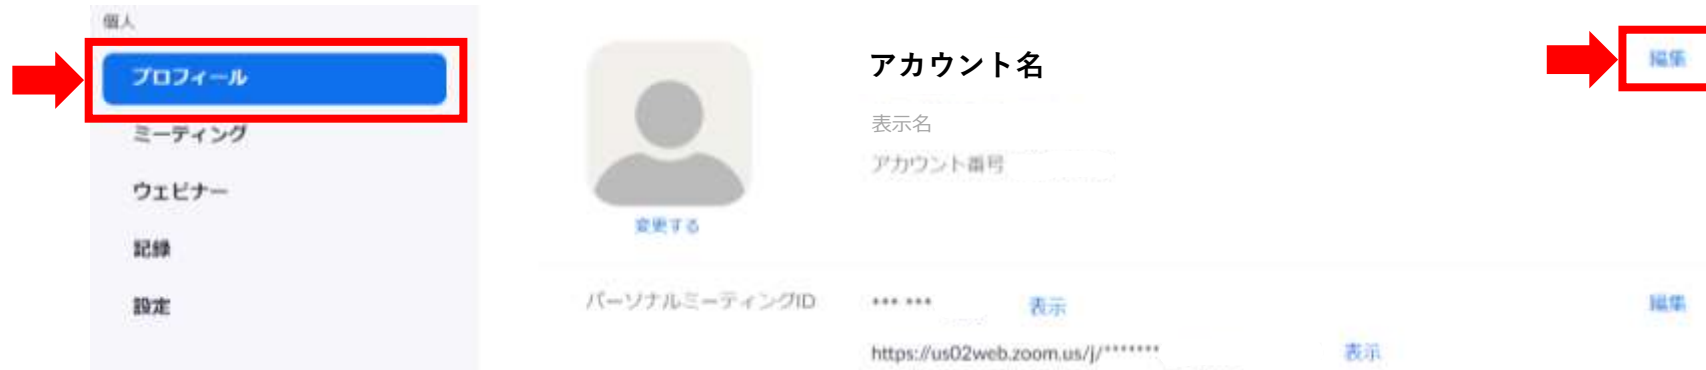 個人
プロフィール
ミーティング
ウェビナー
記録
設定
変更する
アカウント名
編集
表示名
アカウント番号
パーソナルミーティングID
*** *** 表示 編集
https://us02web.zoom.us/j/******* 表示